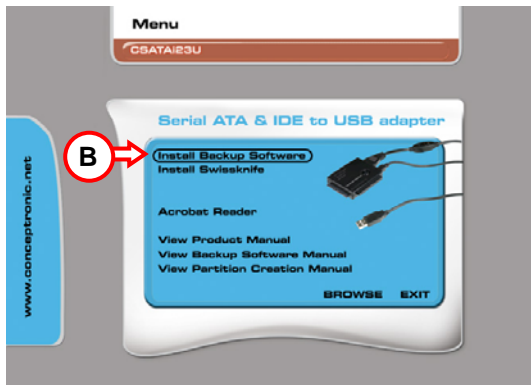 Menu
CSATAI23U
Serial ATA & IDE to USB adapter
B
Install Backup Software
Install Swissknife
Acrobat Reader
View Product Manual
View Backup Software Manual
View Partition Creation Manual
BROWSE EXIT
www.conceptronic.net